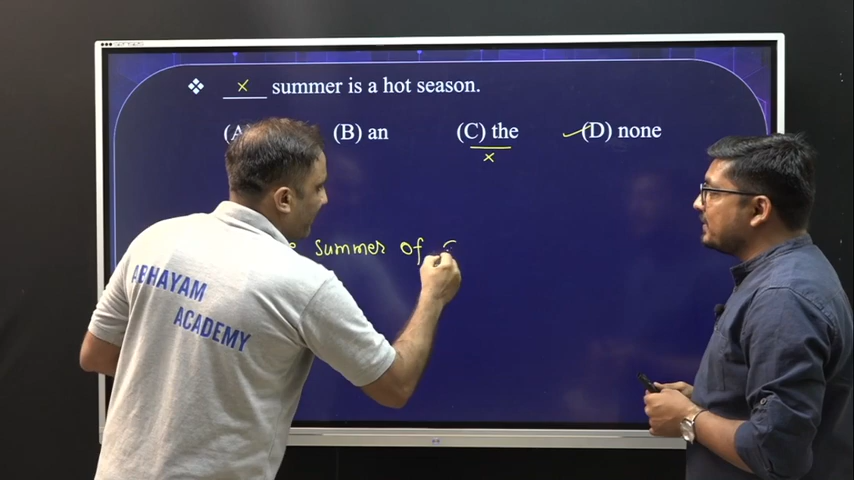 ❖ × summer is a hot season.
(A) (B) an (C) the ✓(D) none
×
summer of
ABHAYAM
ACADEMY